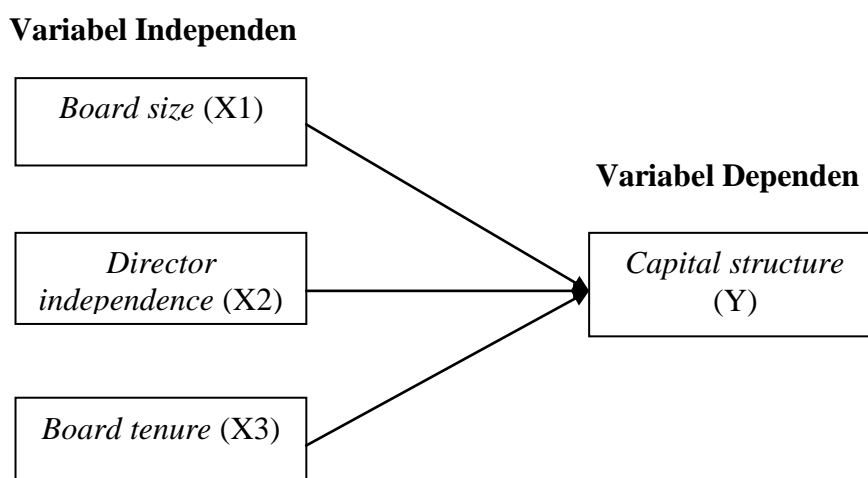 Variabel Independen
Board size (X1)
Variabel Dependen
Director
independence (X2)
Capital structure
(Y)
Board tenure (X3)